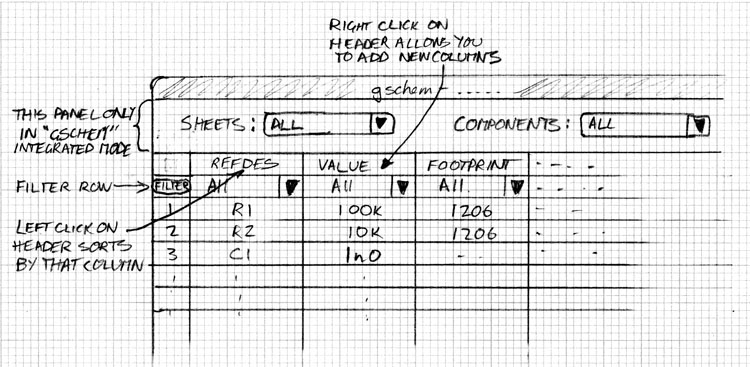 RIGHT CLICK ON
HEADER ALLOWS YOU
TO ADD NEW COLUMNS
gschem - .....
THIS PANEL ONLY
IN "GSCHEM"
INTEGRATED MODE
SHEETS: ALL
COMPONENTS: ALL
REFDES VALUE FOOTPRINT - - - -
FILTER ROW
FILTER All All All
1 R1 100K 1206
2 R2 10K 1206
3 C1 1n0 - -
LEFT CLICK ON
HEADER SORTS
BY THAT COLUMN